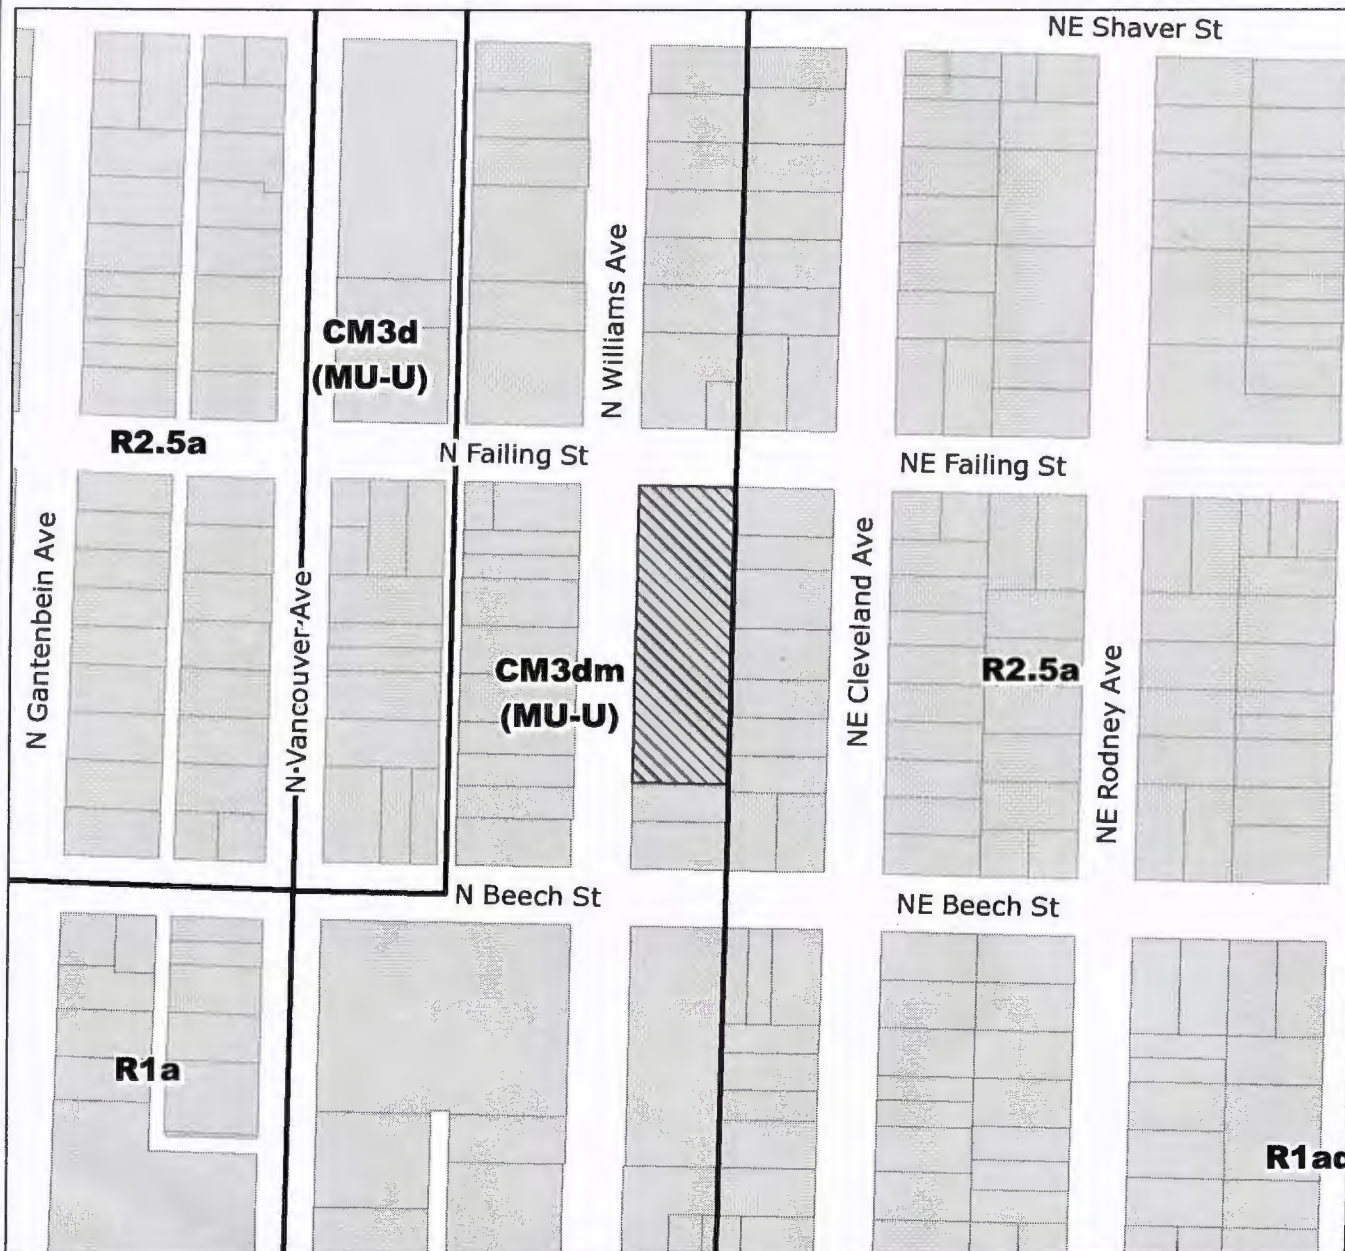 NE Shaver St
N Williams Ave
CM3d
(MU-U)
R2.5a
N Failing St
NE Failing St
N Gantenbein Ave
N Vancouver Ave
CM3dm
(MU-U)
NE Cleveland Ave
R2.5a
NE Rodney Ave
N Beech St
NE Beech St
R1a
R1ad